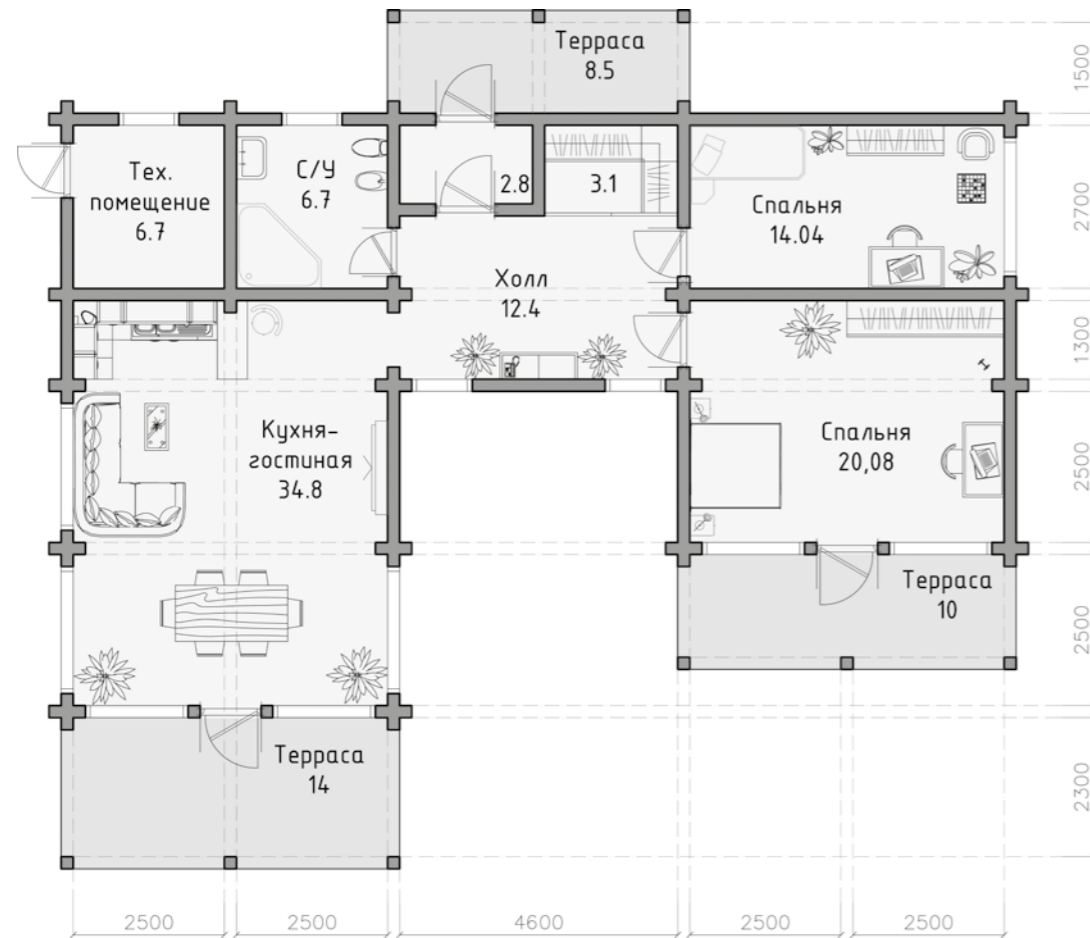 Терраса
8.5
1500
Тех.
помещение
6.7
С/У
6.7
2.8
3.1
Спальня
14.04
2700
Холл
12.4
1300
Кухня-
гостиная
34.8
Спальня
20,08
2500
Терраса
10
2500
Терраса
14
2300
2500
2500
4600
2500
2500